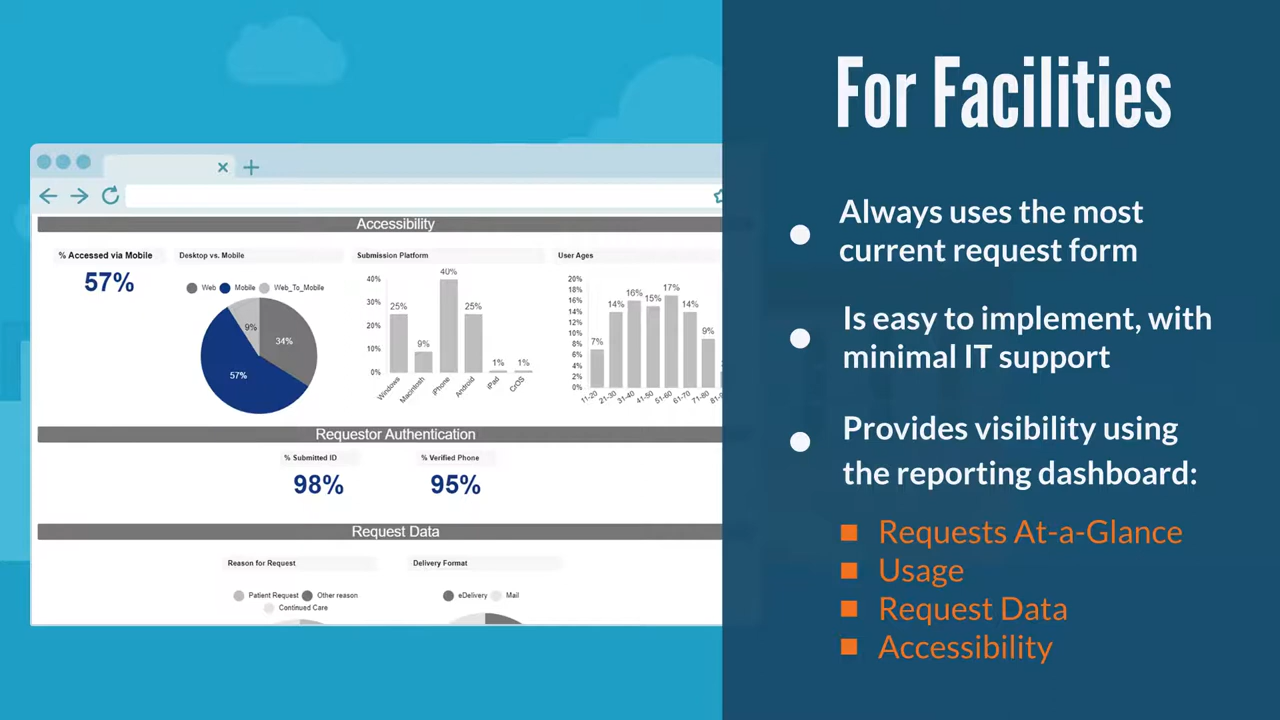 Accessibility
% Accessed via Mobile
57%
Desktop vs. Mobile
Web Mobile Web_To_Mobile
9%
34%
57%
Submission Platform
40%
30%
20%
10%
0%
25%
9%
40%
25%
1%
1%
Windows
Macintosh
iPhone
Android
iPad
CrOS
User Ages
20%
18%
16%
14%
12%
10%
8%
6%
4%
2%
0%
7%
14%
16%
15%
17%
14%
9%
11-20
21-30
31-40
41-50
51-60
61-70
71-80
Requestor Authentication
% Submitted ID
98%
% Verified Phone
95%
Request Data
Reason for Request
Patient Request Other reason
Continued Care
Delivery Format
eDelivery Mail
For Facilities
Always uses the most
current request form
Is easy to implement, with
minimal IT support
Provides visibility using
the reporting dashboard:
Requests At-a-Glance
Usage
Request Data
Accessibility